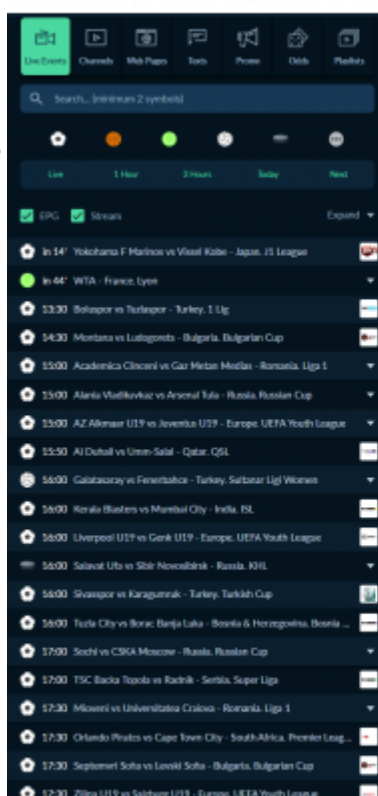 Live Events Channels Web Pages Texts Promo Odds Playlists
Search... (minimum 2 symbols)
Live 1 Hour 3 Hours Today Next
EPG Stream Expand
In 14' Yokohama F Marinos vs Vissel Kobe - Japan. J1 League
In 44' WTA - France, Lyon
13:30 Boluspor vs Tuzlaspor - Turkey. 1 Lig
14:30 Montana vs Ludogorets - Bulgaria. Bulgarian Cup
15:00 Academica Clinceni vs Gaz Metan Medias - Romania. Liga 1
15:00 Alania Vladikavkaz vs Arsenal Tula - Russia. Russian Cup
15:00 AZ Alkmaar U19 vs Juventus U19 - Europe. UEFA Youth League
15:50 Al Duhail vs Umm-Salal - Qatar. QSL
16:00 Galatasaray vs Fenerbahce - Turkey. Sultanar Ligi Women
16:00 Kerala Blasters vs Mumbai City - India. ISL
16:00 Liverpool U19 vs Genk U19 - Europe. UEFA Youth League
16:00 Salavat Ufa vs Sibir Novosibirsk - Russia. KHL
16:00 Sivasspor vs Karagumruk - Turkey. Turkish Cup
16:00 Tuzla City vs Borac Banja Luka - Bosnia & Herzegovina. Bosnia ...
17:00 Sochi vs CSKA Moscow - Russia. Russian Cup
17:00 TSC Backa Topola vs Radnik - Serbia. Super Liga
17:30 Mioveni vs Universitatea Craiova - Romania. Liga 1
17:30 Orlando Pirates vs Cape Town City - South Africa. Premier Leag...
17:30 Septemvri Sofia vs Levski Sofia - Bulgaria. Bulgarian Cup
17:30 Zilina U19 vs Salzburg U19 - Europe. UEFA Youth League